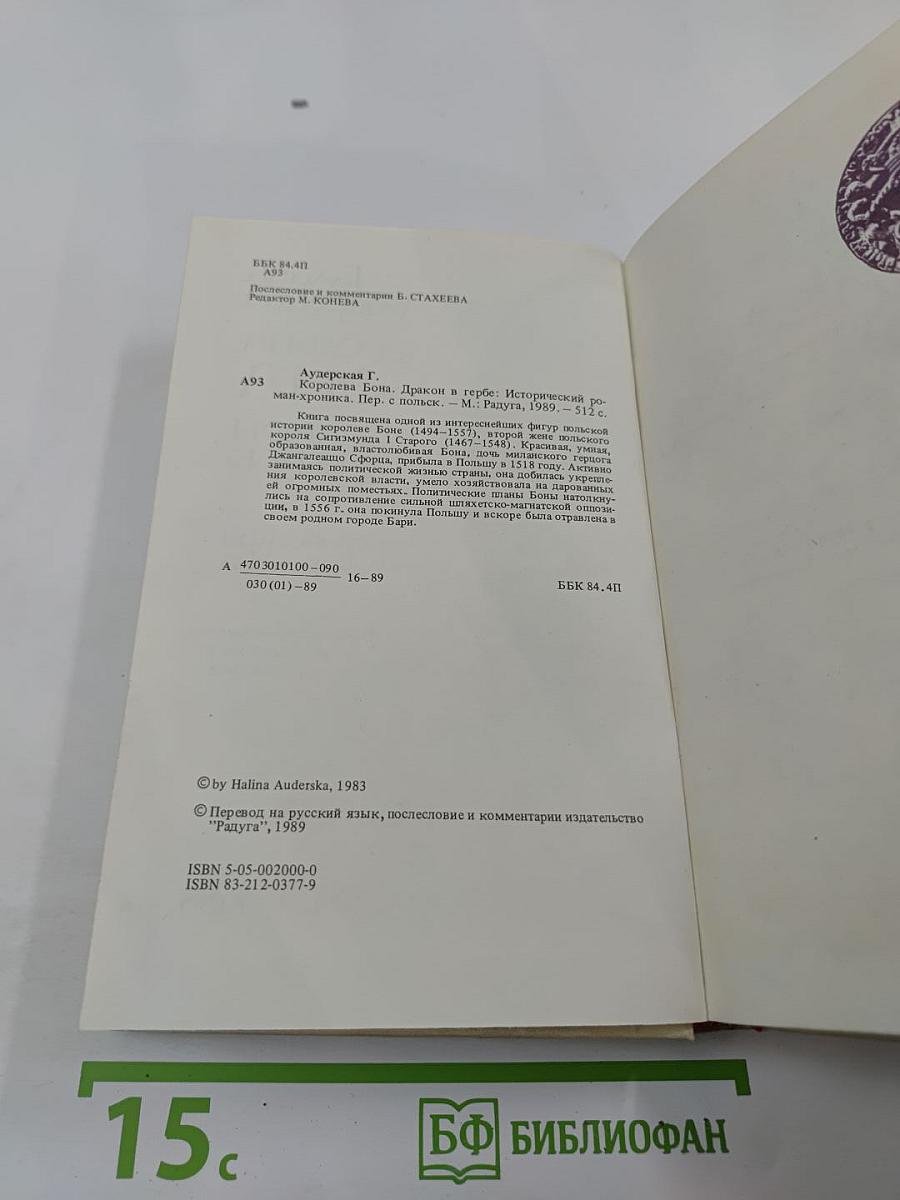 ББК 84.4П
А93
Послесловие и комментарии Б. СТАХЕЕВА
Редактор М. КОНЕВА
Аудерская Г.
А93 Королева Бона. Дракон в гербе: Исторический ро-
ман-хроника. Пер. с польск. — М.: Радуга, 1989. — 512 с.
Книга посвящена одной из интереснейших фигур польской
истории королеве Боне (1494—1557), второй жене польского
короля Сигизмунда I Старого (1467—1548). Красивая, умная,
образованная, властолюбивая Бона, дочь миланского герцога
Джангалеаццо Сфорца, прибыла в Польшу в 1518 году. Активно
занимаясь политической жизнью страны, она добилась укрепле-
ния королевской власти, умело хозяйствовала на дарованных
ей огромных поместьях. Политические планы Боны натолкну-
лись на сопротивление сильной шляхетско-магнатской оппози-
ции, в 1556 г. она покинула Польшу и вскоре была отравлена в
своем родном городе Бари.
А 4703010100—090
030(01)—89
16—89
ББК 84.4П
© by Halina Auderska, 1983
© Перевод на русский язык, послесловие и комментарии издательство
"Радуга", 1989
ISBN 5-05-002000-0
ISBN 83-212-0377-9
15с
БФ БИБЛИОФАН